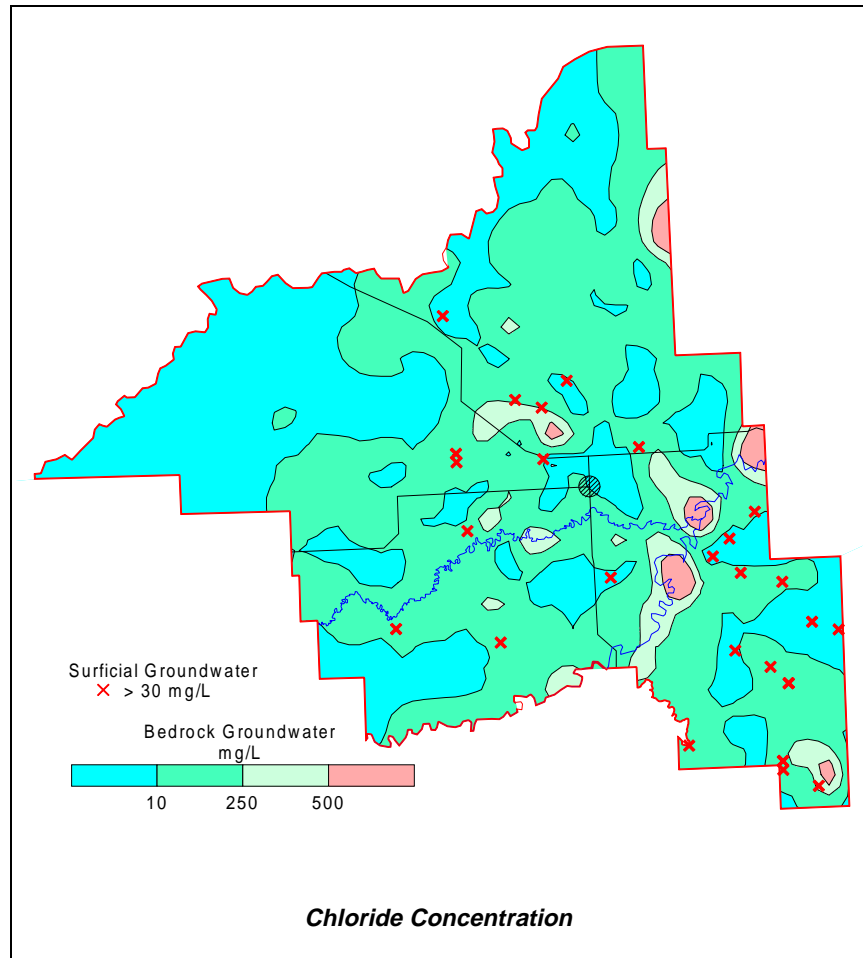 Surficial Groundwater
> 30 mg/L
Bedrock Groundwater
mg/L
10 250 500
Chloride Concentration